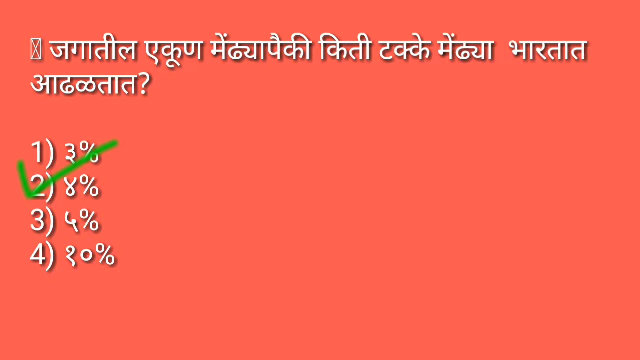 जगातील एकूण मेंढ्यापैकी किती टक्के मेंढ्या भारतात
आढळतात?
1) ३%
2) ४%
3) ५%
4) १०%